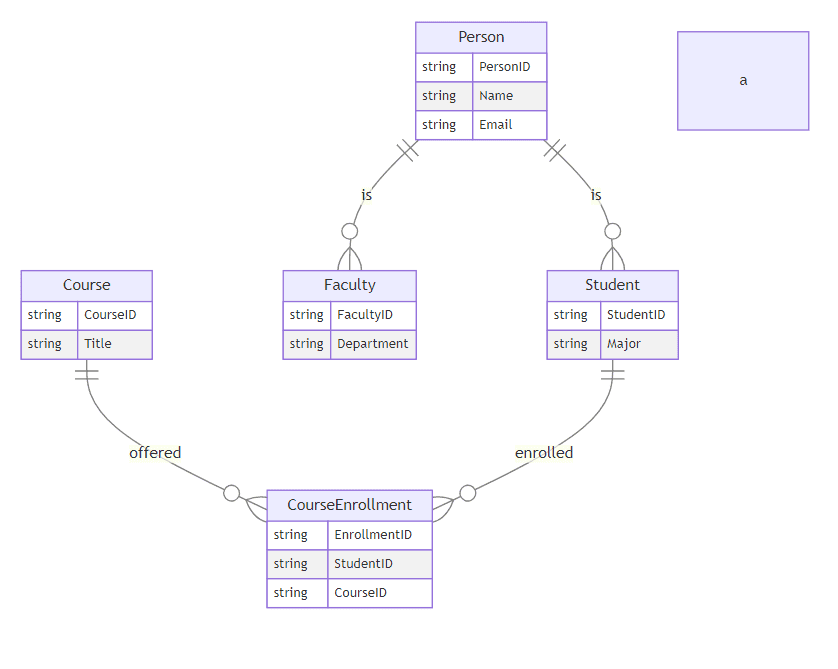 Person
string PersonID
string Name
string Email
a
is
is
Course
string CourseID
string Title
Faculty
string FacultyID
string Department
Student
string StudentID
string Major
offered
enrolled
CourseEnrollment
string EnrollmentID
string StudentID
string CourseID